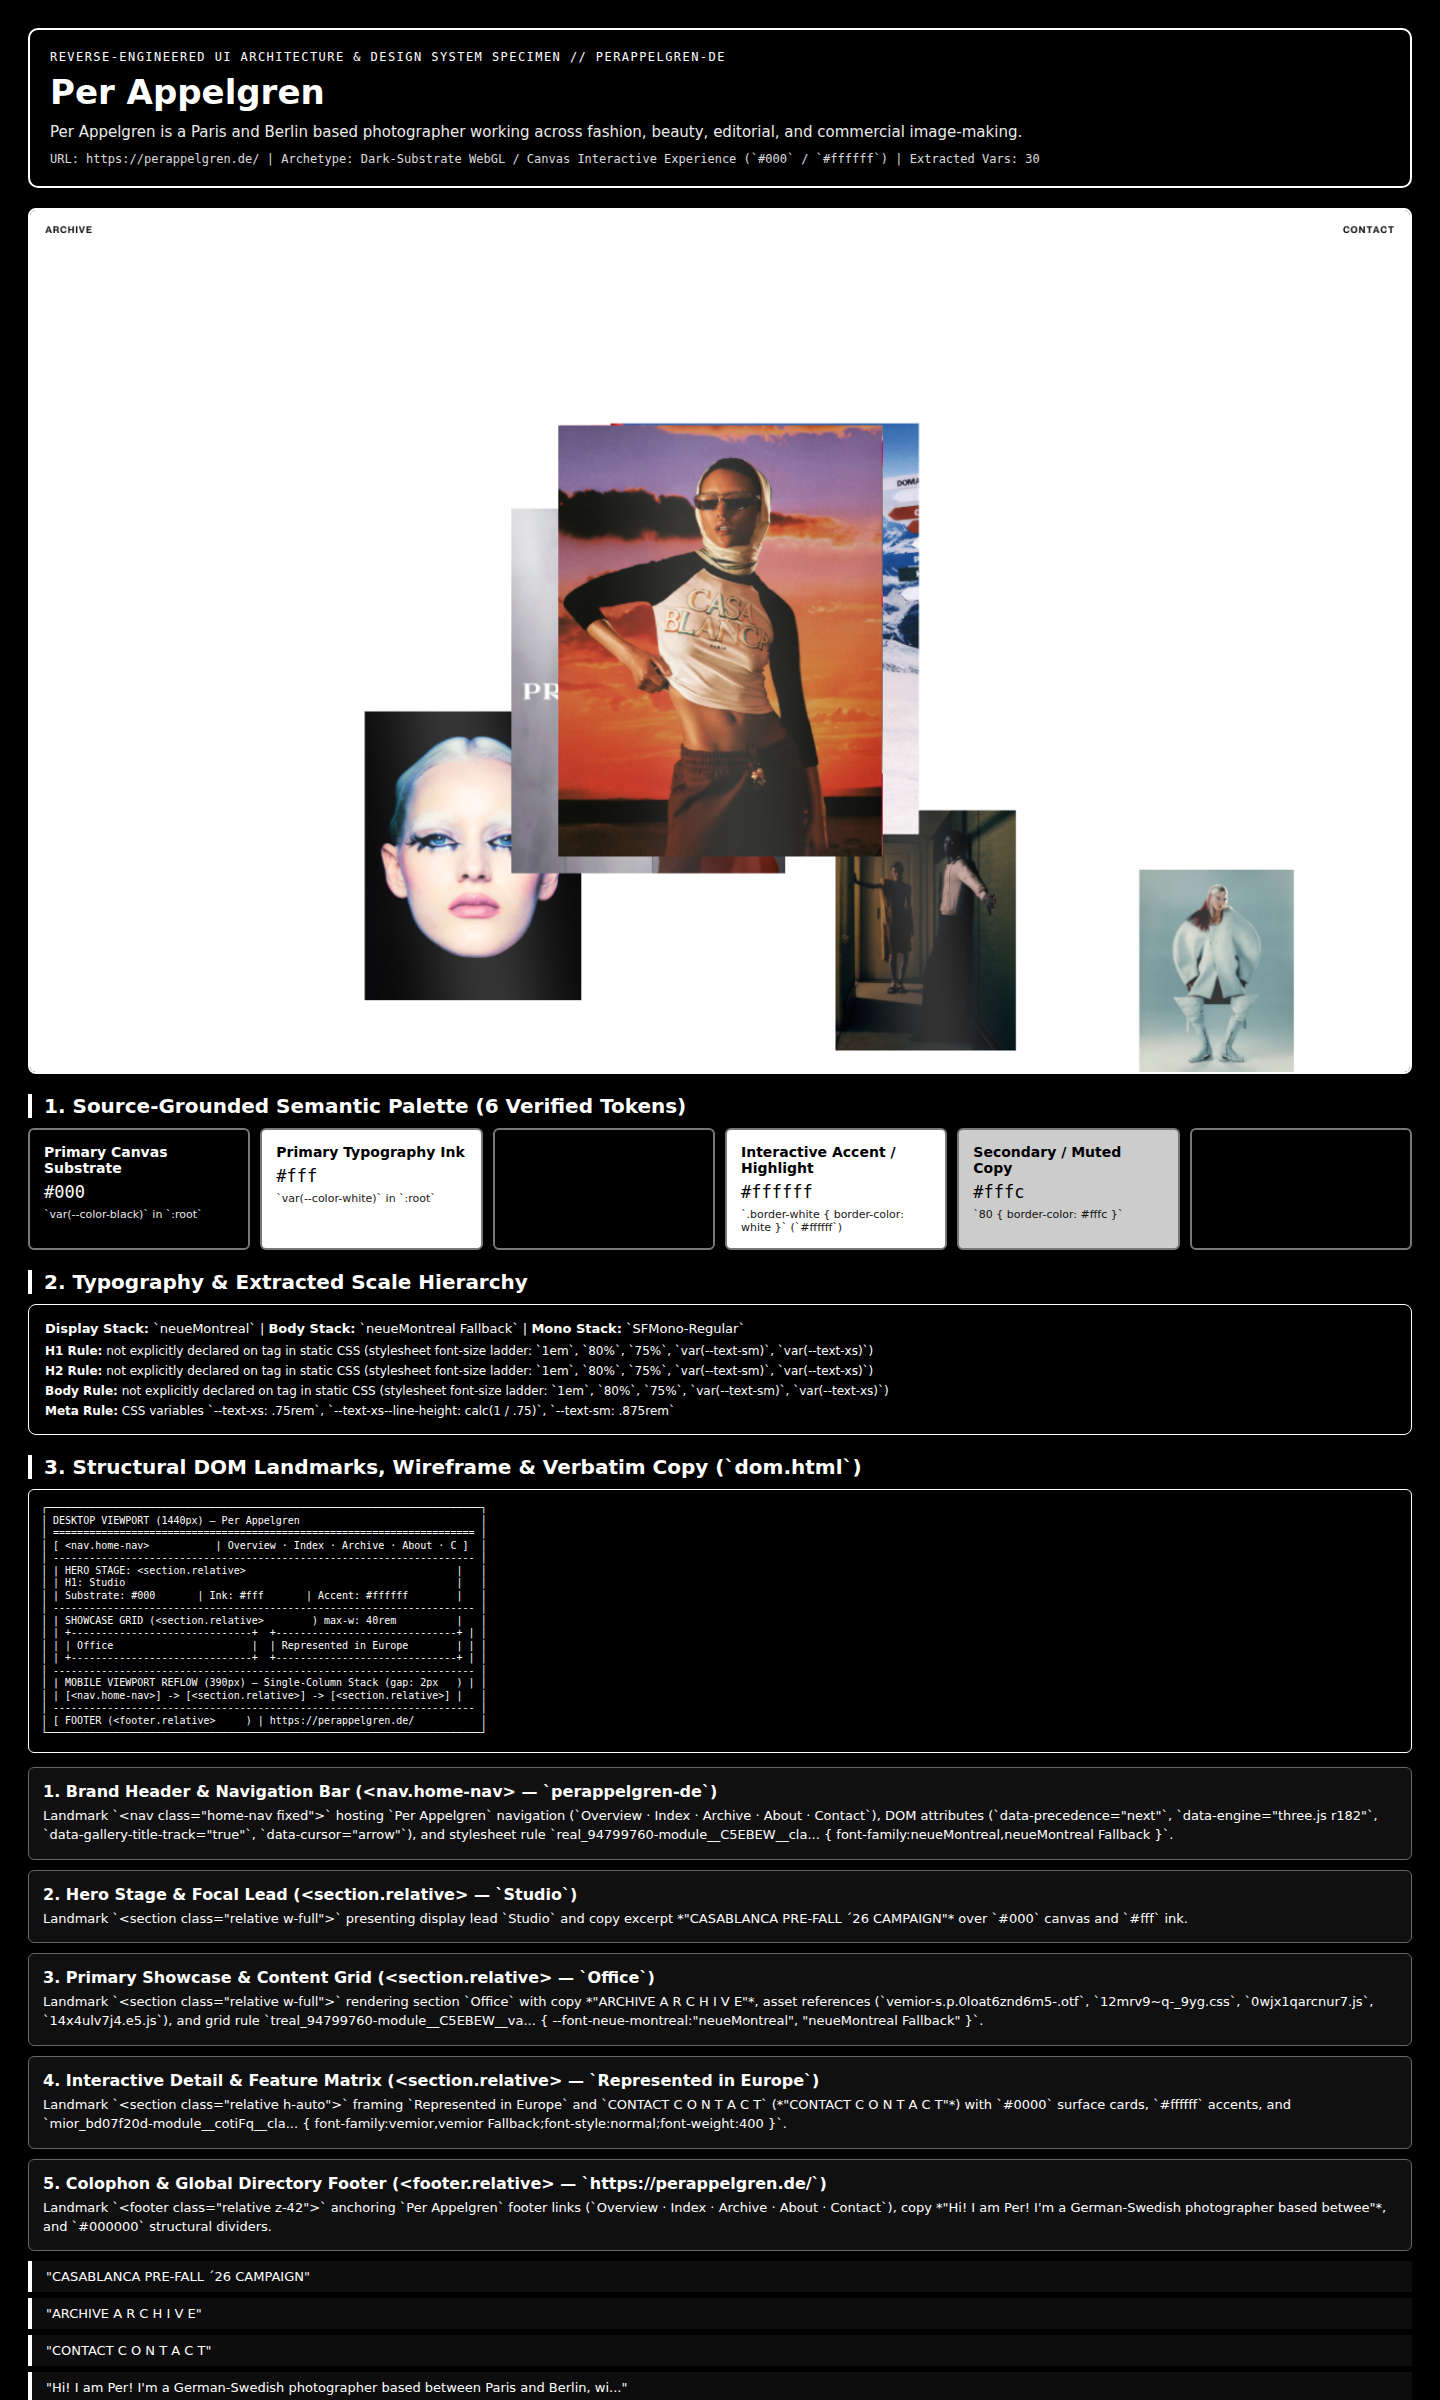 REVERSE-ENGINEERED UI ARCHITECTURE & DESIGN SYSTEM SPECIMEN // PERAPPELGREN-DE
Per Appelgren
Per Appelgren is a Paris and Berlin based photographer working across fashion, beauty, editorial, and commercial image-making.
URL: https://perappelgren.de/ | Archetype: Dark-Substrate WebGL / Canvas Interactive Experience (`#000` / `#ffffff`) | Extracted Vars: 30
ARCHIVE
CONTACT
DOMA
CASA
BLANCA
PARIS
PR
1. Source-Grounded Semantic Palette (6 Verified Tokens)
Primary Canvas
Substrate
#000
`var(--color-black)` in `:root`
Primary Typography Ink
#fff
`var(--color-white)` in `:root`
Interactive Accent /
Highlight
#ffffff
`.border-white { border-color:
white }` (`#ffffff`)
Secondary / Muted
Copy
#fffc
`80 { border-color: #fffc }`
2. Typography & Extracted Scale Hierarchy
Display Stack: `neueMontreal` | Body Stack: `neueMontreal Fallback` | Mono Stack: `SFMono-Regular`
H1 Rule: not explicitly declared on tag in static CSS (stylesheet font-size ladder: `1em`, `80%`, `75%`, `var(--text-sm)`, `var(--text-xs)`)
H2 Rule: not explicitly declared on tag in static CSS (stylesheet font-size ladder: `1em`, `80%`, `75%`, `var(--text-sm)`, `var(--text-xs)`)
Body Rule: not explicitly declared on tag in static CSS (stylesheet font-size ladder: `1em`, `80%`, `75%`, `var(--text-sm)`, `var(--text-xs)`)
Meta Rule: CSS variables `--text-xs: .75rem`, `--text-xs--line-height: calc(1 / .75)`, `--text-sm: .875rem`
3. Structural DOM Landmarks, Wireframe & Verbatim Copy (`dom.html`)
DESKTOP VIEWPORT (1440px) — Per Appelgren
======================================================================
[ <nav.home-nav> | Overview · Index · Archive · About · C ]
----------------------------------------------------------------------
| HERO STAGE: <section.relative> |
| H1: Studio |
| Substrate: #000 | Ink: #fff | Accent: #ffffff |
----------------------------------------------------------------------
| SHOWCASE GRID (<section.relative> ) max-w: 40rem |
| +------------------------------+ +------------------------------+ |
| | Office | | Represented in Europe | |
| +------------------------------+ +------------------------------+ |
----------------------------------------------------------------------
| MOBILE VIEWPORT REFLOW (390px) — Single-Column Stack (gap: 2px ) |
| [<nav.home-nav>] -> [<section.relative>] -> [<section.relative>] |
----------------------------------------------------------------------
[ FOOTER (<footer.relative> ) | https://perappelgren.de/
1. Brand Header & Navigation Bar (<nav.home-nav> — `perappelgren-de`)
Landmark `<nav class="home-nav fixed">` hosting `Per Appelgren` navigation (`Overview · Index · Archive · About · Contact`), DOM attributes (`data-precedence="next"`, `data-engine="three.js r182"`,
`data-gallery-title-track="true"`, `data-cursor="arrow"`), and stylesheet rule `real_94799760-module__C5EBEW__cla... { font-family:neueMontreal,neueMontreal Fallback }`.
2. Hero Stage & Focal Lead (<section.relative> — `Studio`)
Landmark `<section class="relative w-full">` presenting display lead `Studio` and copy excerpt *"CASABLANCA PRE-FALL ´26 CAMPAIGN"* over `#000` canvas and `#fff` ink.
3. Primary Showcase & Content Grid (<section.relative> — `Office`)
Landmark `<section class="relative w-full">` rendering section `Office` with copy *"ARCHIVE A R C H I V E"*, asset references (`vemior-s.p.0loat6znd6m5-.otf`, `12mrv9~q-_9yg.css`, `0wjx1qarcnur7.js`,
`14x4ulv7j4.e5.js`), and grid rule `treal_94799760-module__C5EBEW__va... { --font-neue-montreal:"neueMontreal", "neueMontreal Fallback" }`.
4. Interactive Detail & Feature Matrix (<section.relative> — `Represented in Europe`)
Landmark `<section class="relative h-auto">` framing `Represented in Europe` and `CONTACT C O N T A C T` (*"CONTACT C O N T A C T"*) with `#0000` surface cards, `#ffffff` accents, and
`mior_bd07f20d-module__cotiFq__cla... { font-family:vemior,vemior Fallback;font-style:normal;font-weight:400 }`.
5. Colophon & Global Directory Footer (<footer.relative> — `https://perappelgren.de/`)
Landmark `<footer class="relative z-42">` anchoring `Per Appelgren` footer links (`Overview · Index · Archive · About · Contact`), copy *"Hi! I am Per! I'm a German-Swedish photographer based betwee"*,
and `#000000` structural dividers.
"CASABLANCA PRE-FALL ´26 CAMPAIGN"
"ARCHIVE A R C H I V E"
"CONTACT C O N T A C T"
"Hi! I am Per! I'm a German-Swedish photographer based between Paris and Berlin, wi..."